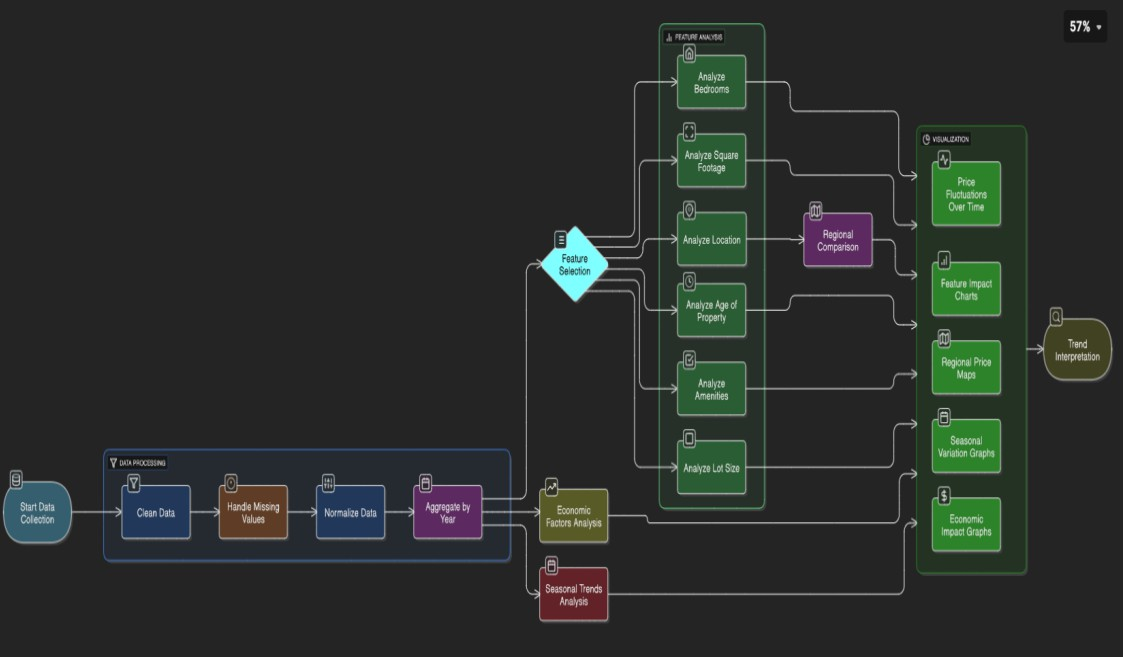 57%
FEATURE ANALYSIS
Analyze
Bedrooms
Analyze Square
Footage
Analyze Location
Analyze Age of
Property
Analyze
Amenities
Analyze Lot Size
Regional
Comparison
VISUALIZATION
Price
Fluctuations
Over Time
Feature Impact
Charts
Regional Price
Maps
Seasonal
Variation Graphs
Economic
Impact Graphs
Trend
Interpretation
Feature
Selection
DATA PROCESSING
Start Data
Collection
Clean Data
Handle Missing
Values
Normalize Data
Aggregate by
Year
Economic
Factors Analysis
Seasonal Trends
Analysis